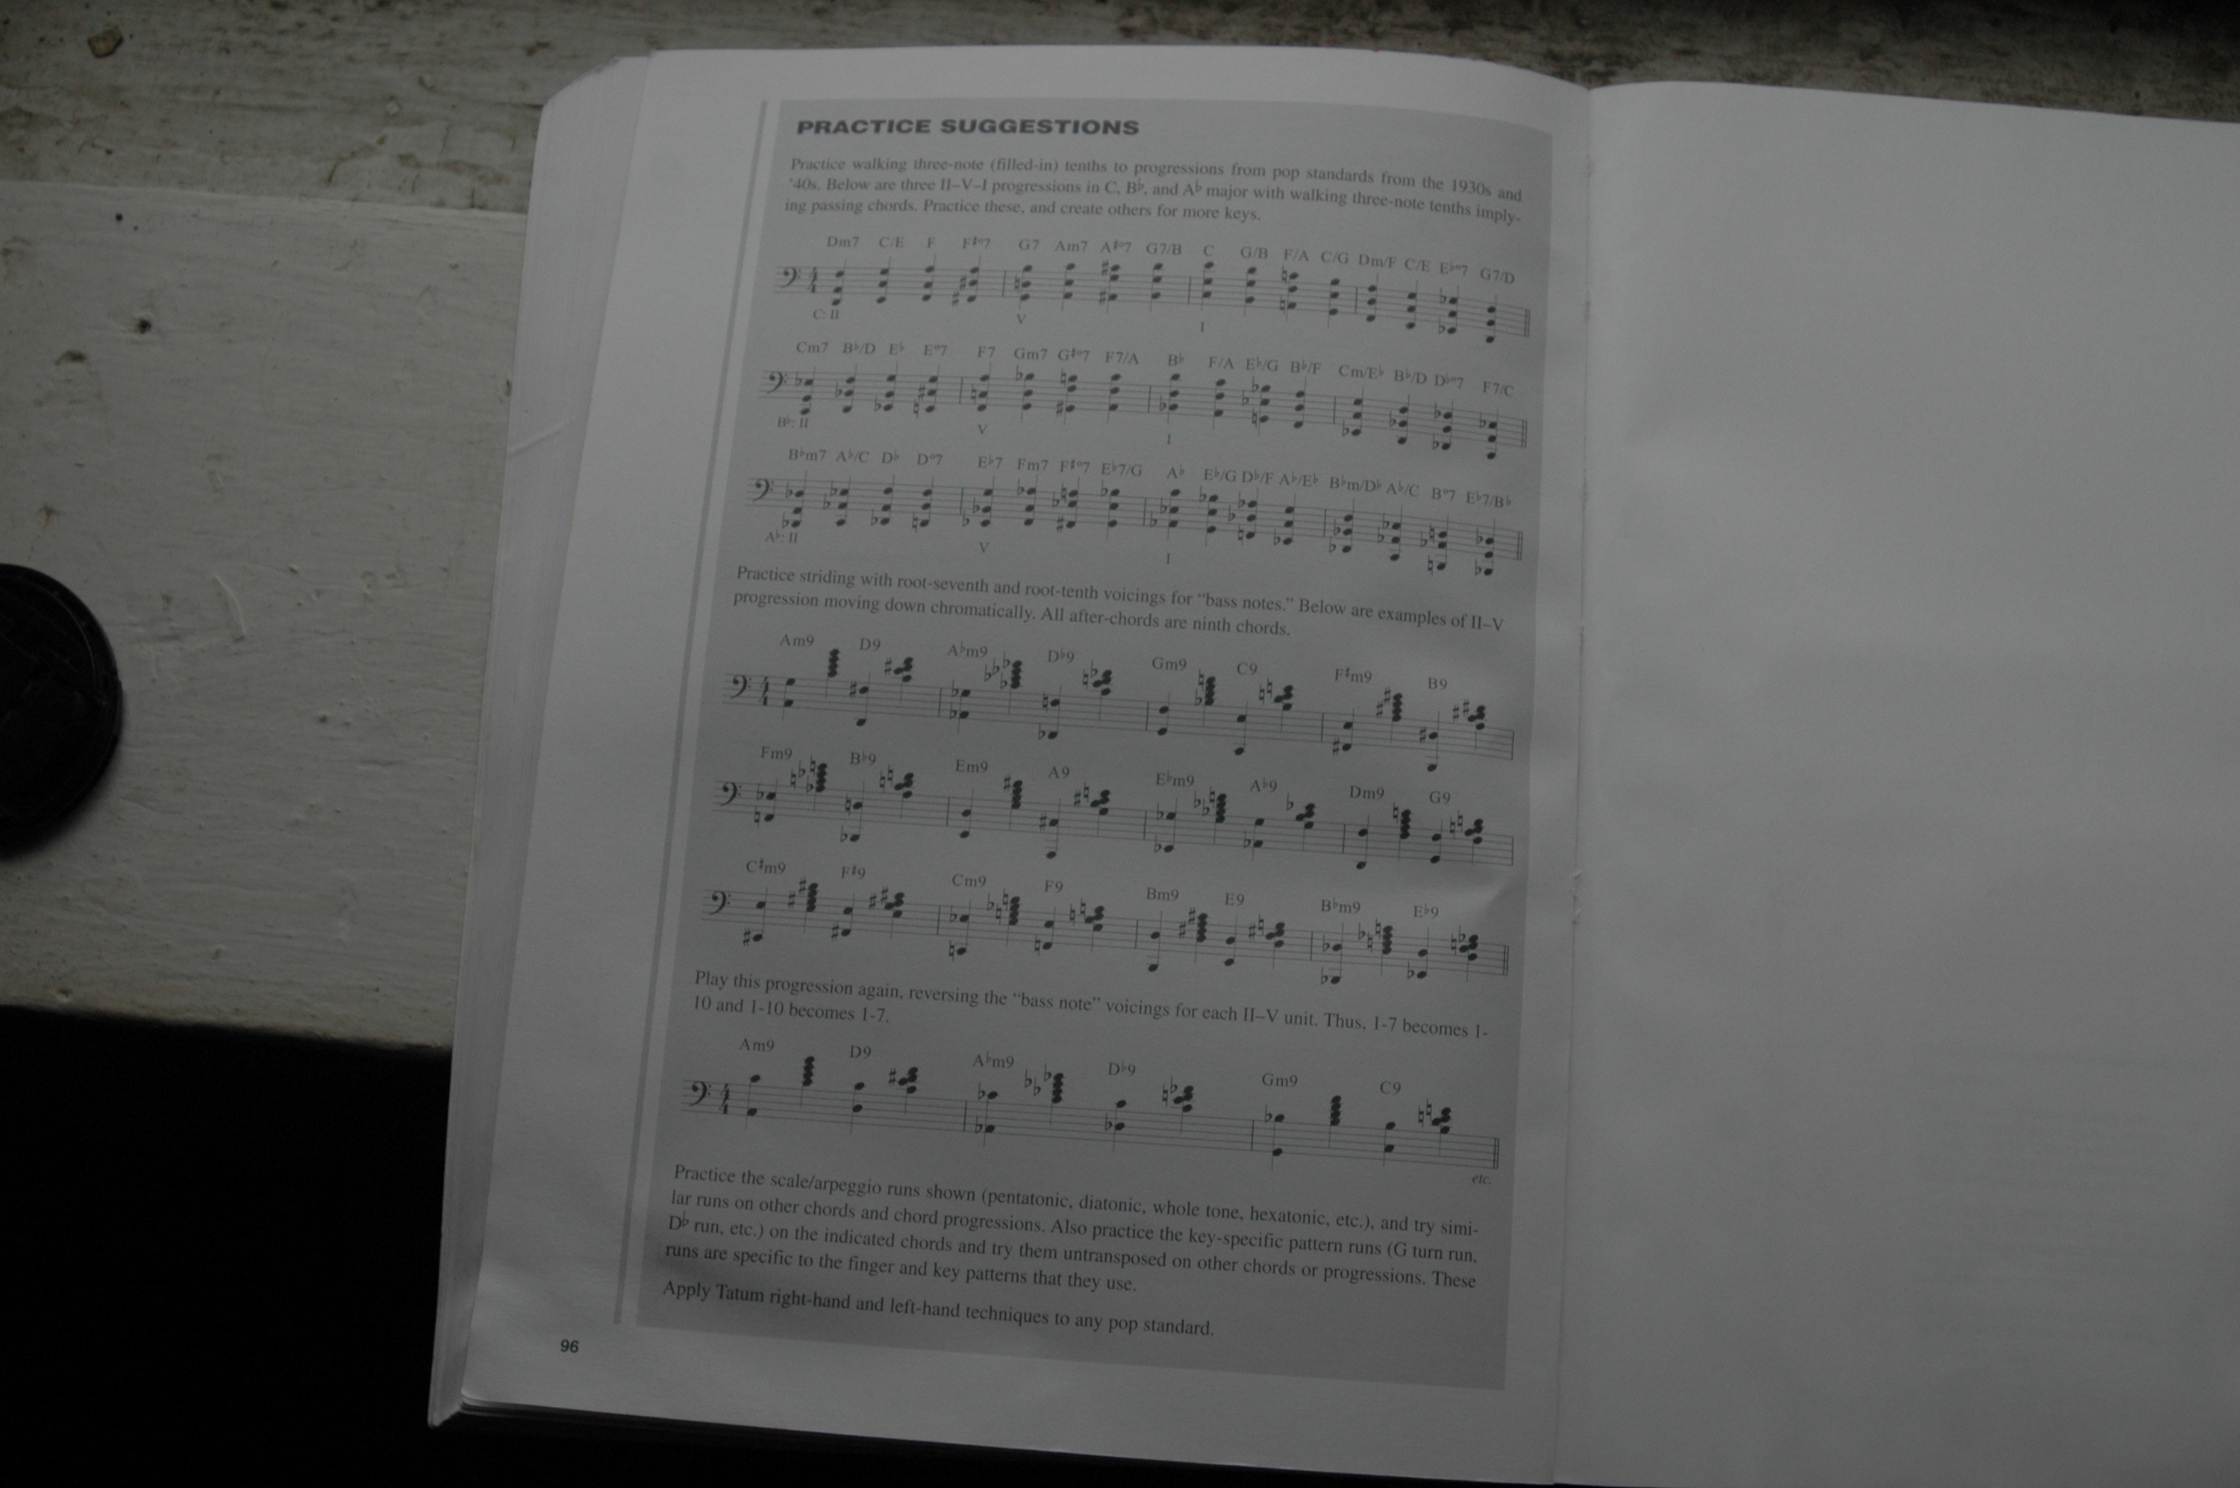 PRACTICE SUGGESTIONS
Practice walking three-note (filled-in) tenths to progressions from pop standards from the 1930s and
'40s. Below are three II–V–I progressions in C, B♭, and A♭ major with walking three-note tenths imply-
ing passing chords. Practice these, and create others for more keys.
Dm7 C/E F F♯°7 G7 Am7 A♯°7 G7/B C G/B F/A C/G Dm/F C/E E♭°7 G7/D
C: II V I
Cm7 B♭/D E♭ E°7 F7 Gm7 G♯°7 F7/A B♭ F/A E♭/G B♭/F Cm/E♭ B♭/D D♭°7 F7/C
B♭: II V I
B♭m7 A♭/C D♭ D°7 E♭7 Fm7 F♯°7 E♭7/G A♭ E♭/G D♭/F A♭/E♭ B♭m/D♭ A♭/C B°7 E♭7/B♭
A♭: II V I
Practice striding with root-seventh and root-tenth voicings for “bass notes.” Below are examples of II–V
progression moving down chromatically. All after-chords are ninth chords.
Am9 D9 A♭m9 D♭9 Gm9 C9 F♯m9 B9
Fm9 B♭9 Em9 A9 E♭m9 A♭9 Dm9 G9
C♯m9 F♯9 Cm9 F9 Bm9 E9 B♭m9 E♭9
Play this progression again, reversing the “bass note” voicings for each II–V unit. Thus, 1-7 becomes 1-
10 and 1-10 becomes 1-7.
Am9 D9 A♭m9 D♭9 Gm9 C9
etc.
Practice the scale/arpeggio runs shown (pentatonic, diatonic, whole tone, hexatonic, etc.), and try simi-
lar runs on other chords and chord progressions. Also practice the key-specific pattern runs (G turn run,
D♭ run, etc.) on the indicated chords and try them untransposed on other chords or progressions. These
runs are specific to the finger and key patterns that they use.
Apply Tatum right-hand and left-hand techniques to any pop standard.
96